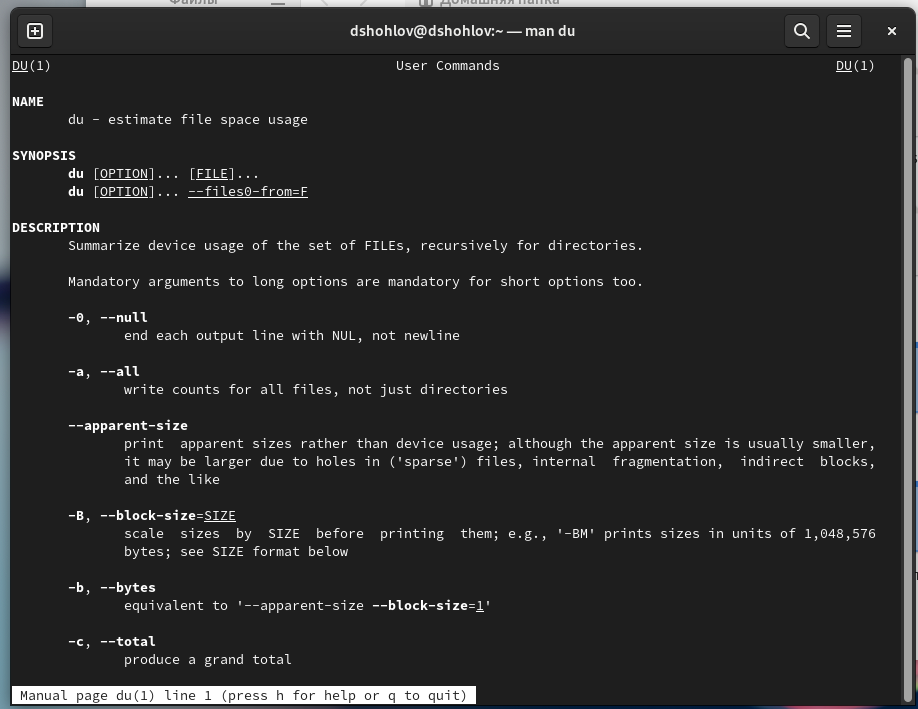 Файлы
Домашняя папка
dshohlov@dshohlov:~ — man du
DU(1) User Commands DU(1)
NAME
du - estimate file space usage
SYNOPSIS
du [OPTION]... [FILE]...
du [OPTION]... --files0-from=F
DESCRIPTION
Summarize device usage of the set of FILEs, recursively for directories.
Mandatory arguments to long options are mandatory for short options too.
-0, --null
end each output line with NUL, not newline
-a, --all
write counts for all files, not just directories
--apparent-size
print apparent sizes rather than device usage; although the apparent size is usually smaller,
it may be larger due to holes in ('sparse') files, internal fragmentation, indirect blocks,
and the like
-B, --block-size=SIZE
scale sizes by SIZE before printing them; e.g., '-BM' prints sizes in units of 1,048,576
bytes; see SIZE format below
-b, --bytes
equivalent to '--apparent-size --block-size=1'
-c, --total
produce a grand total
Manual page du(1) line 1 (press h for help or q to quit)